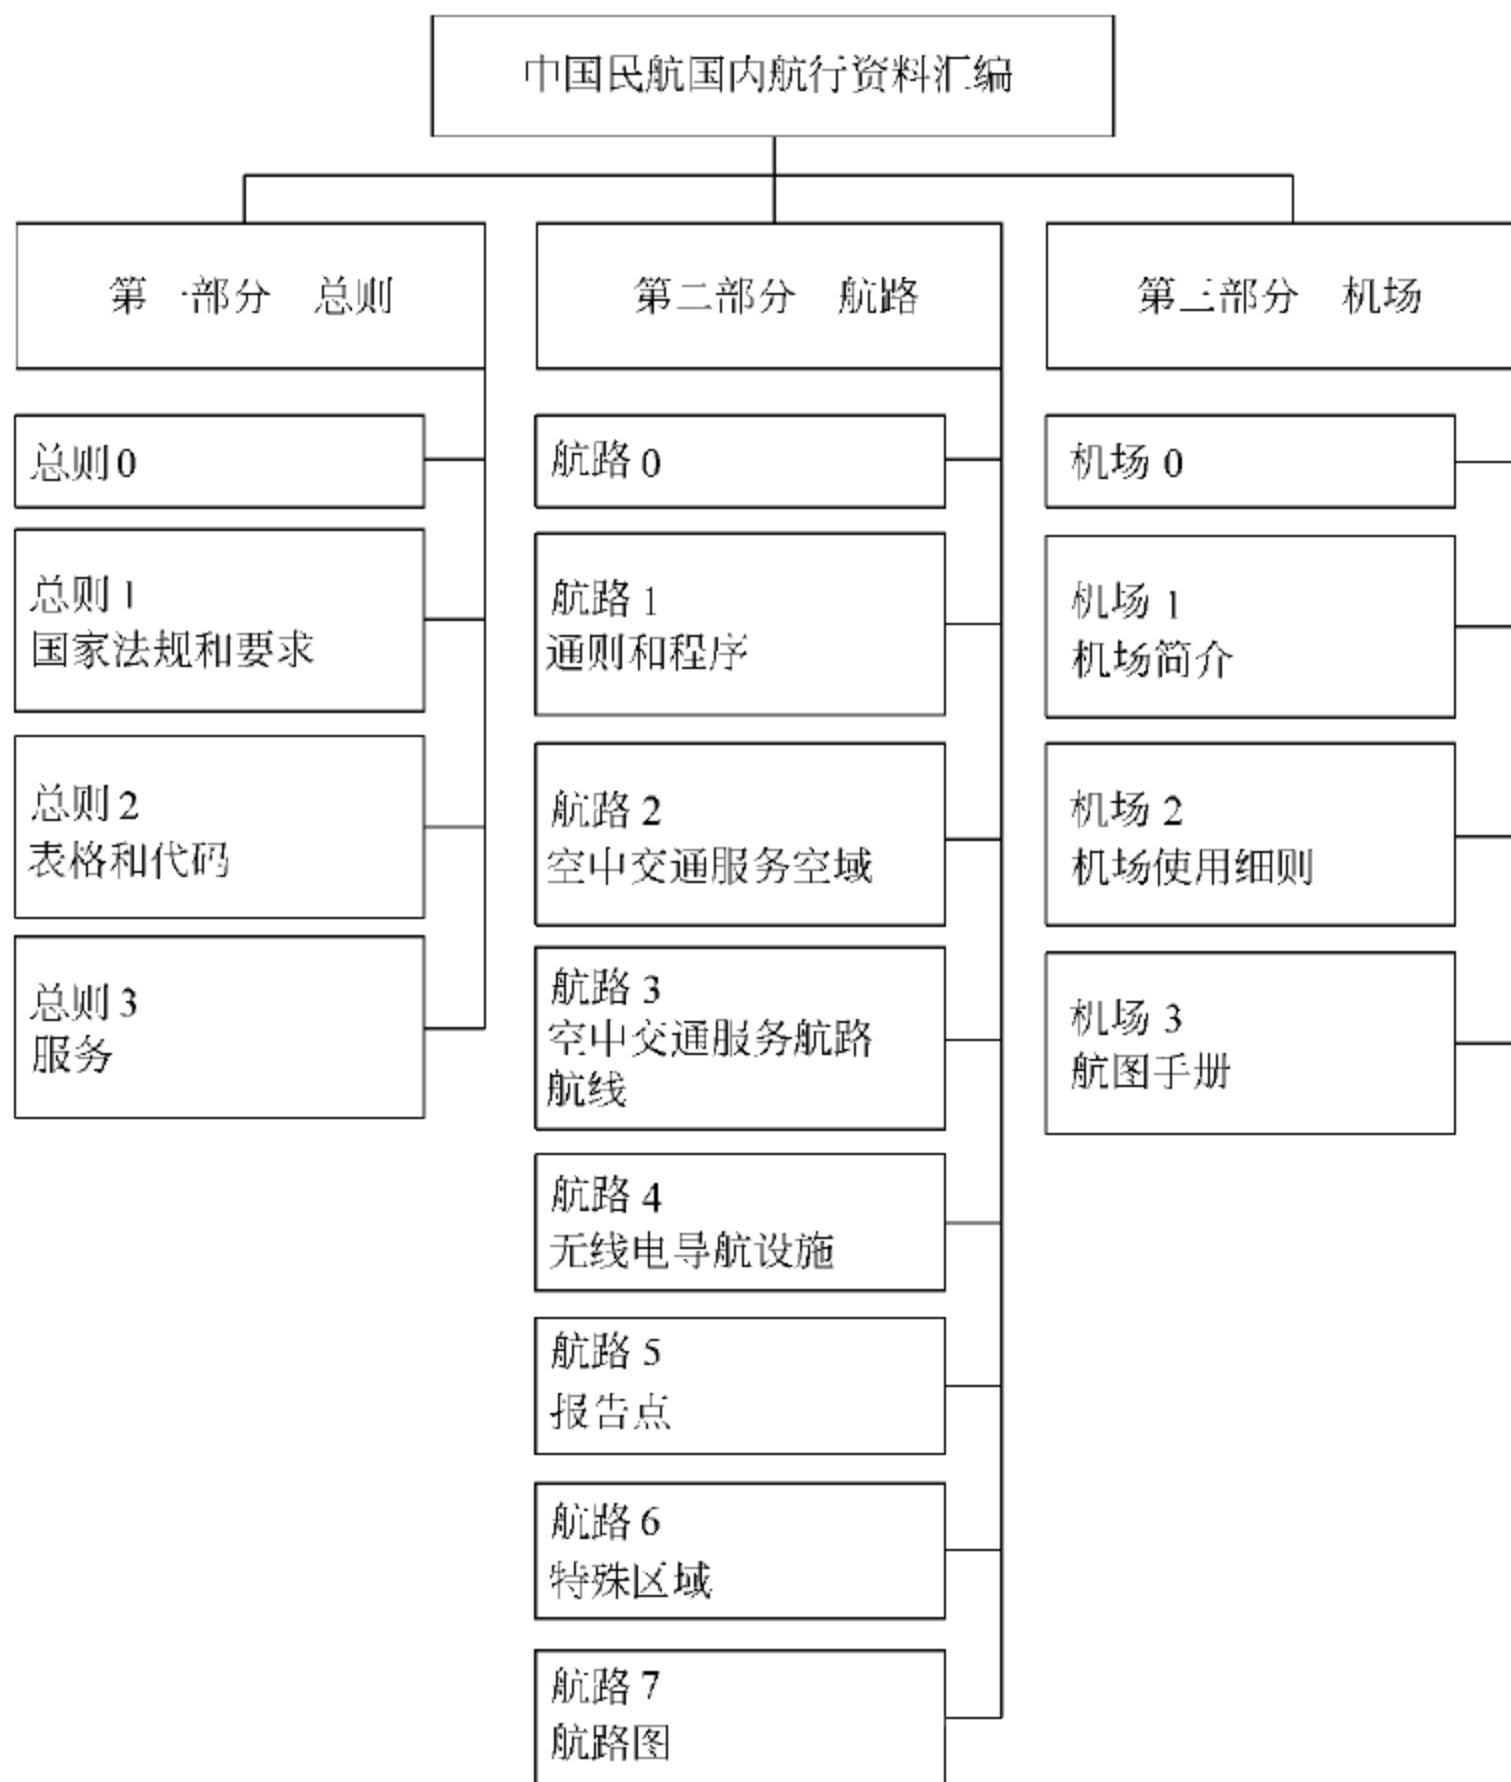 中国民航国内航行资料汇编
第一部分 总则
总则 0
总则 1
国家法规和要求
总则 2
表格和代码
总则 3
服务
第二部分 航路
航路 0
航路 1
通则和程序
航路 2
空中交通服务空域
航路 3
空中交通服务航路
航线
航路 4
无线电导航设施
航路 5
报告点
航路 6
特殊区域
航路 7
航路图
第三部分 机场
机场 0
机场 1
机场简介
机场 2
机场使用细则
机场 3
航图手册